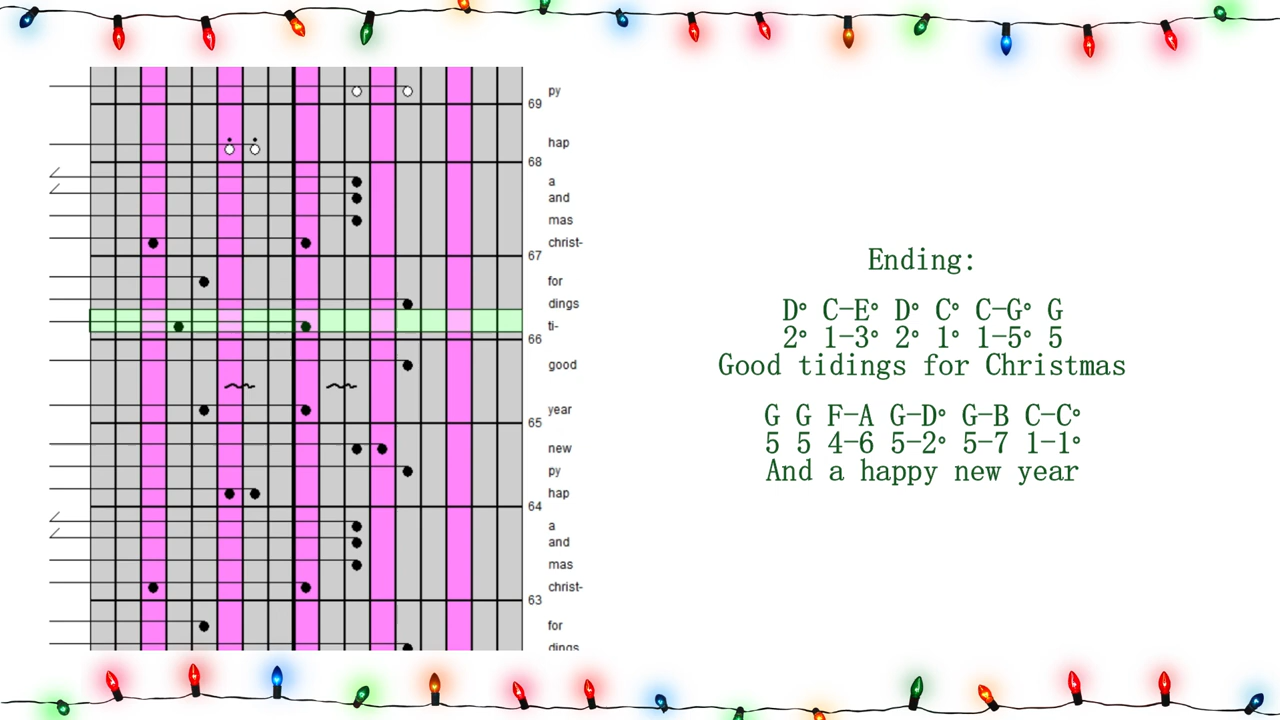 py
69
hap
68
a
and
mas
christ-
67
for
dings
ti-
66
good
year
65
new
py
hap
64
a
and
mas
christ-
63
for
dings
Ending:
D° C–E° D° C° C–G° G
2° 1–3° 2° 1° 1–5° 5
Good tidings for Christmas
G G F–A G–D° G–B C–C°
5 5 4–6 5–2° 5–7 1–1°
And a happy new year